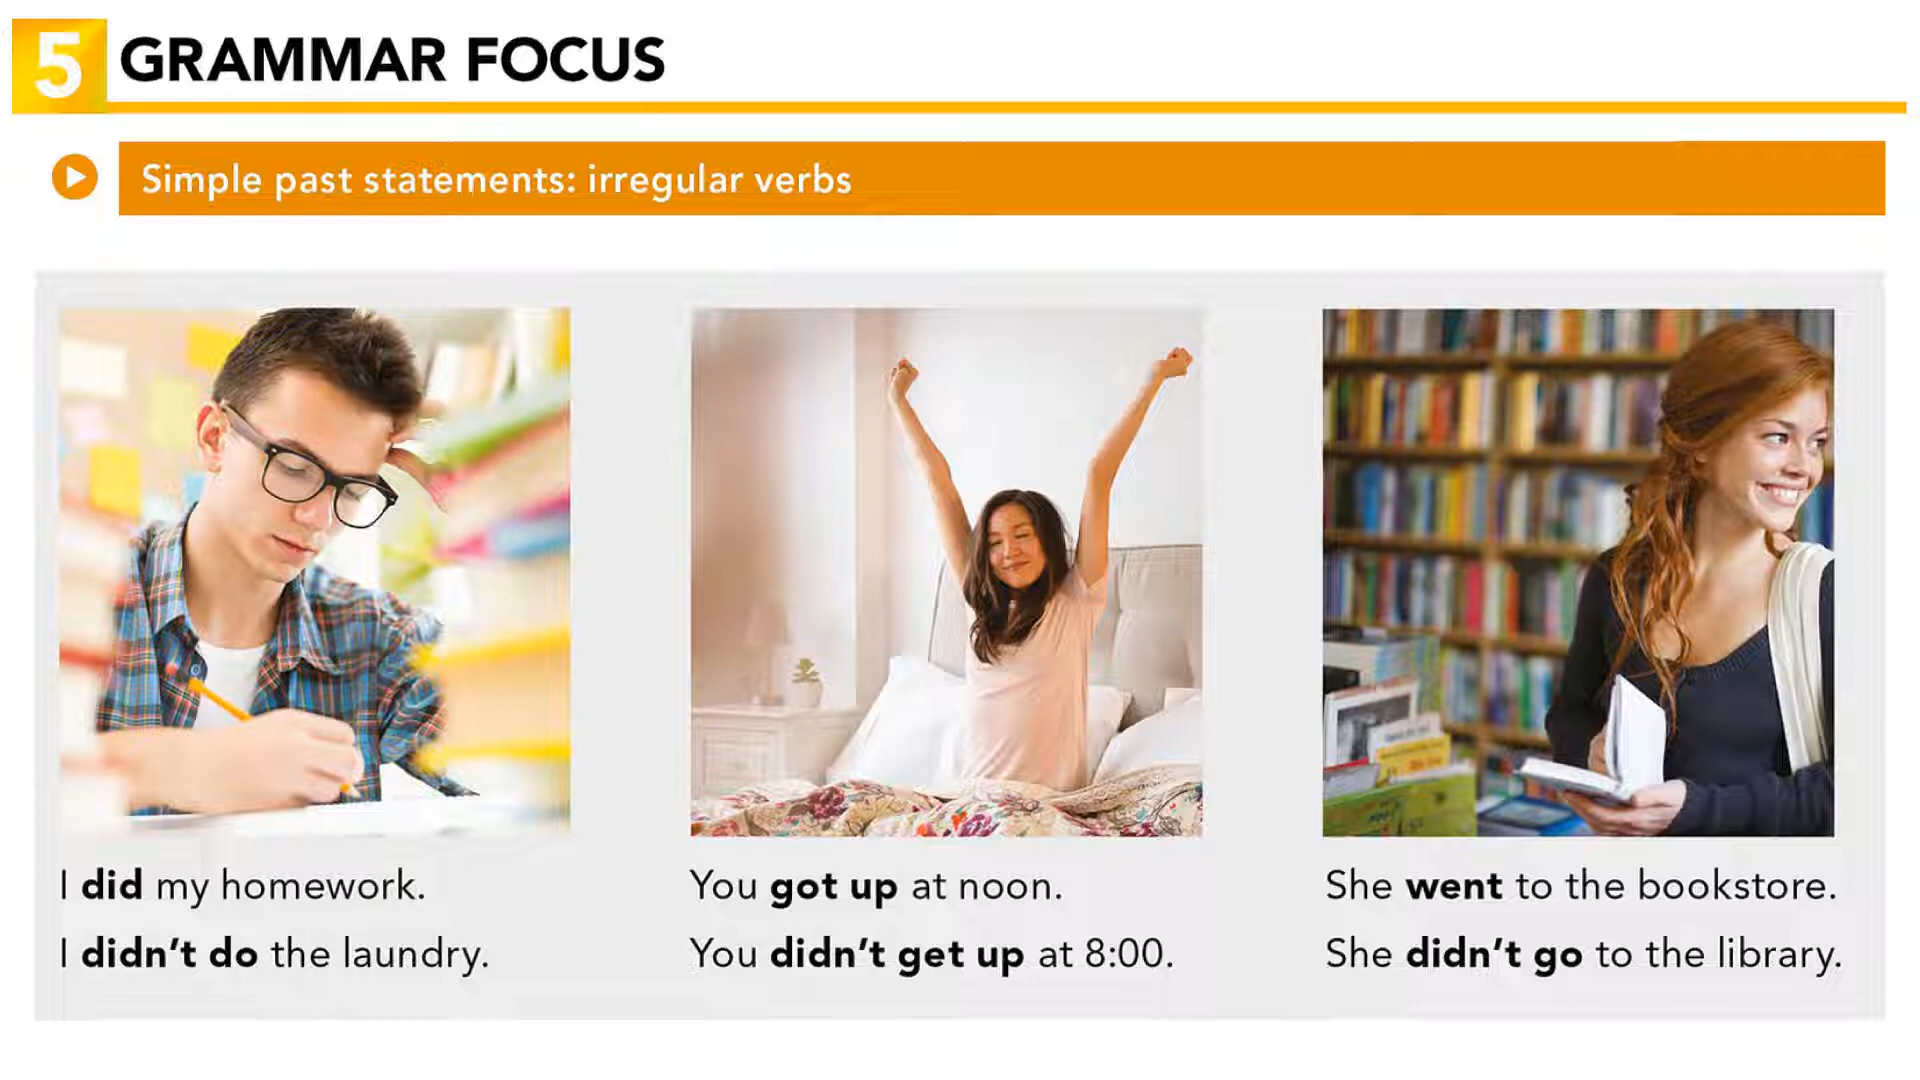 5 GRAMMAR FOCUS
Simple past statements: irregular verbs
I did my homework.
I didn't do the laundry.
You got up at noon.
You didn't get up at 8:00.
She went to the bookstore.
She didn't go to the library.